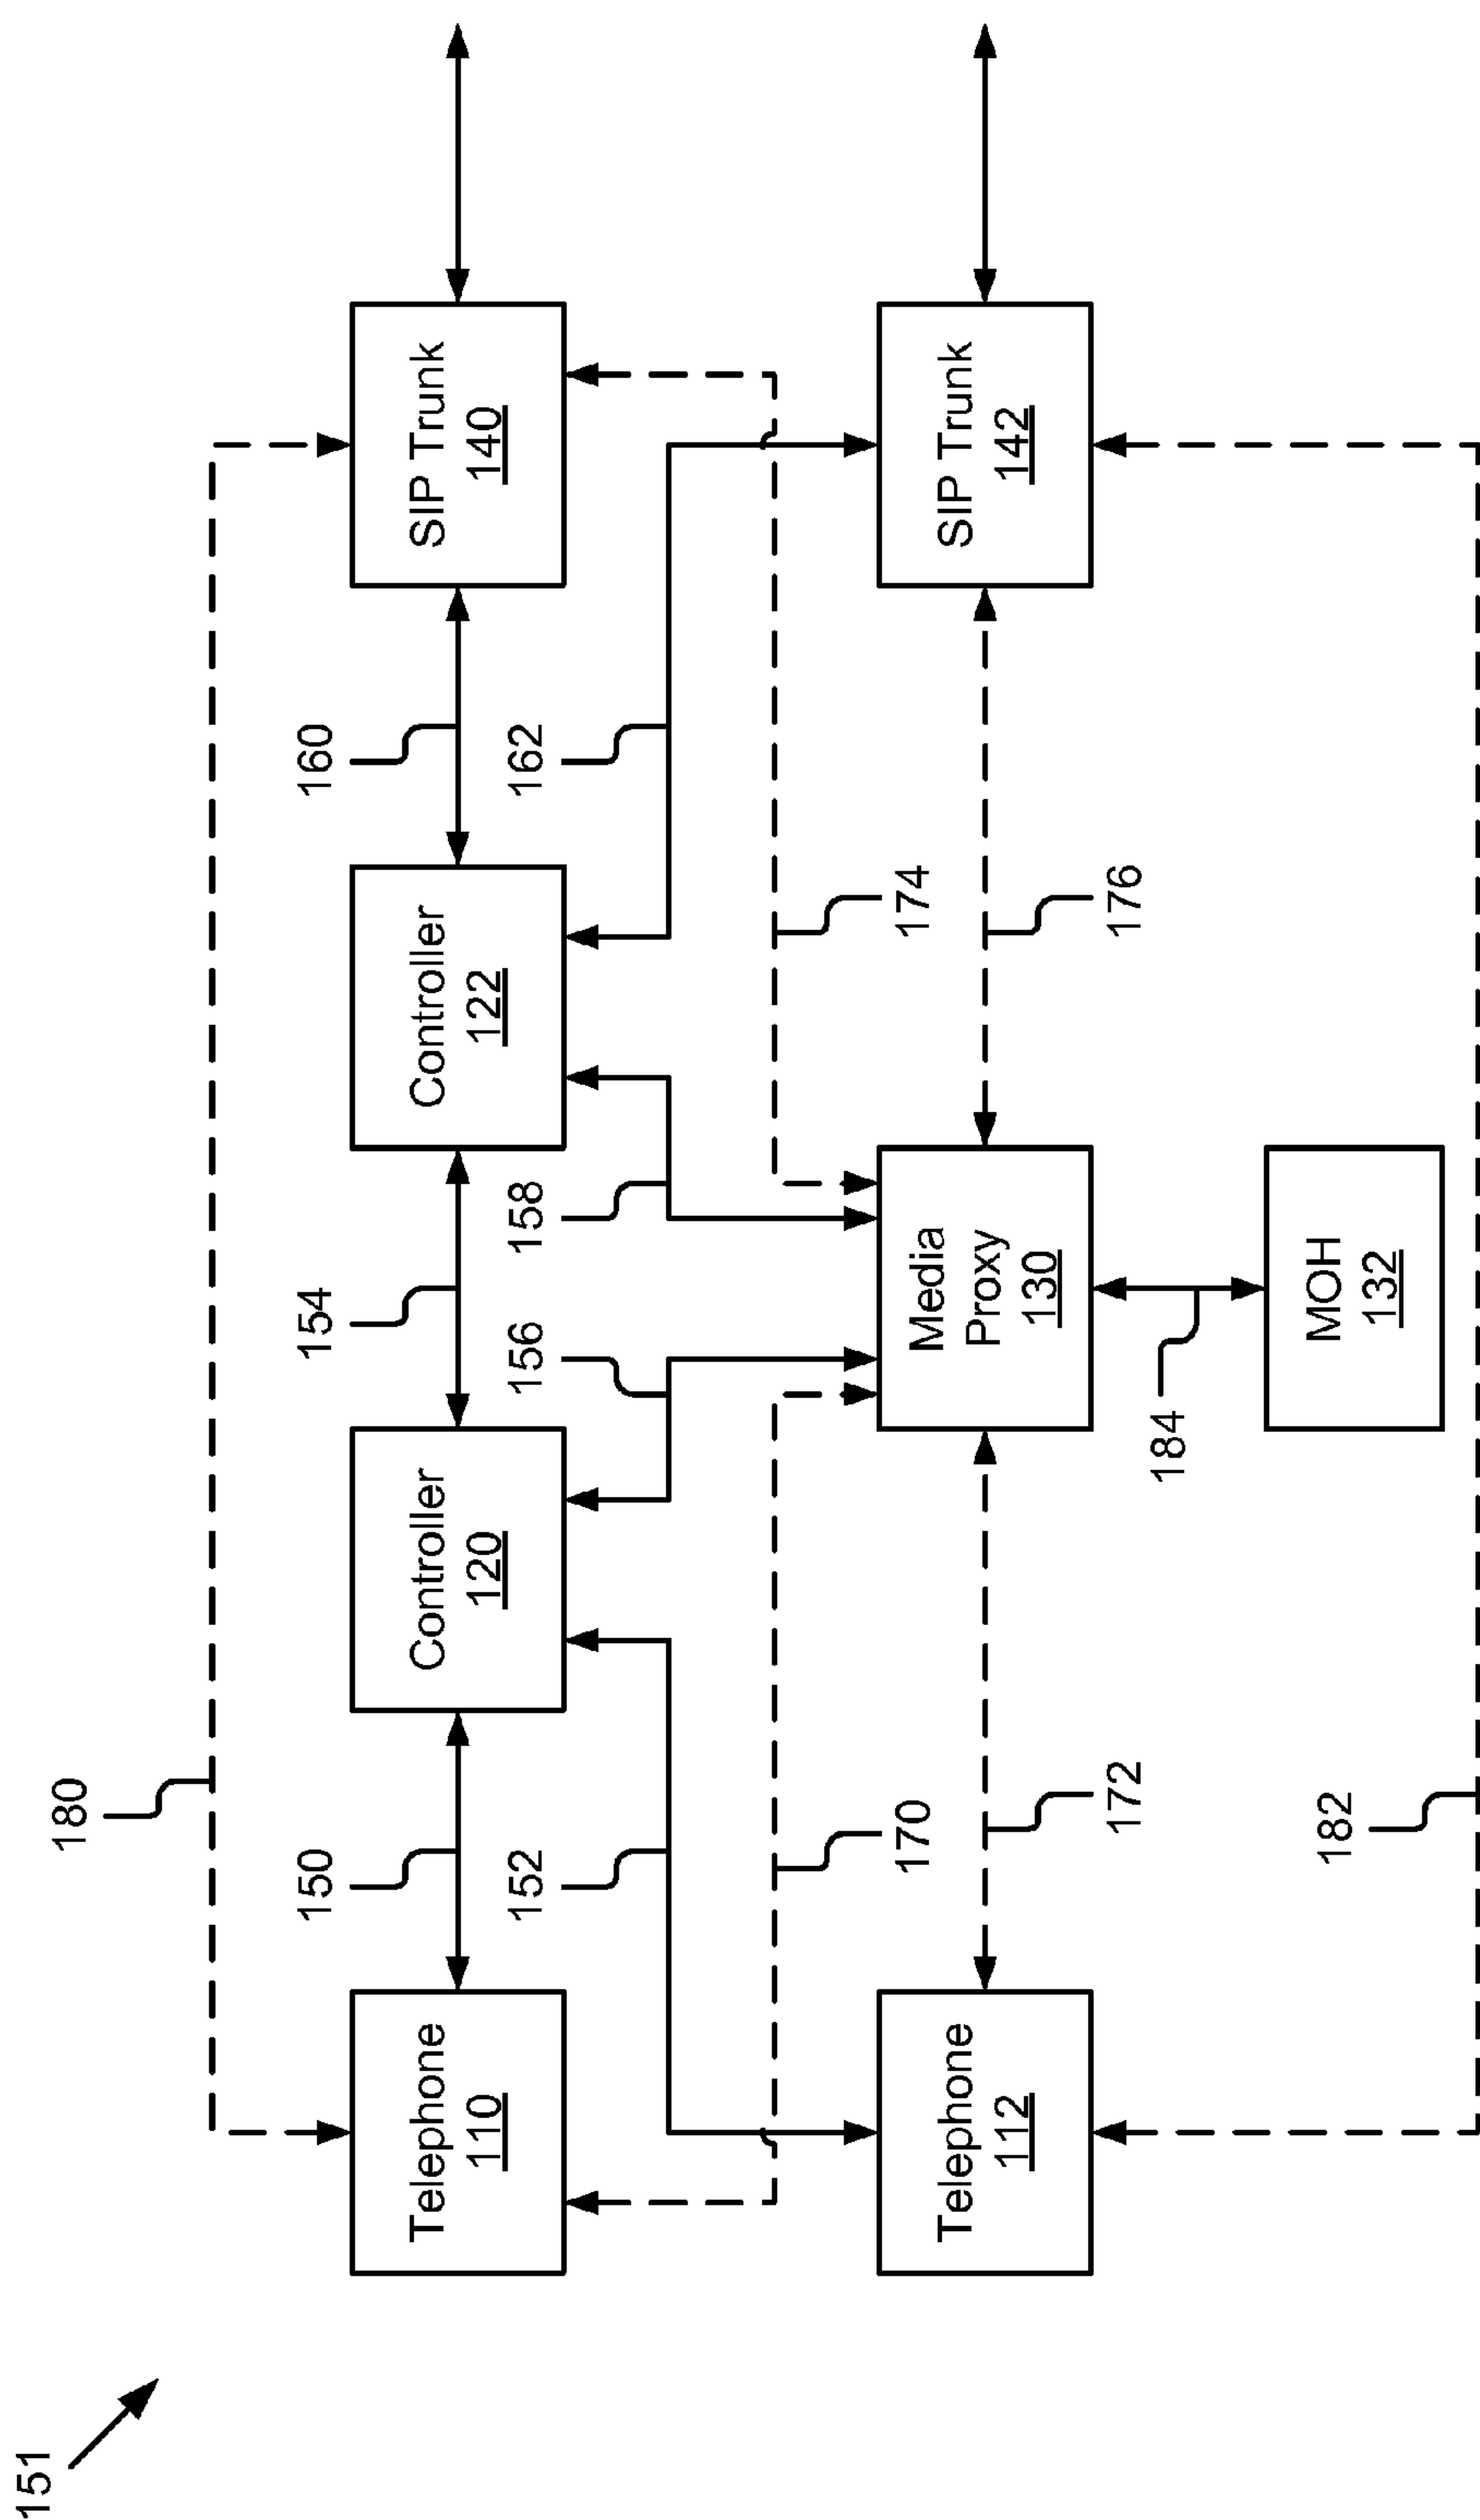 151
180
150
154
160
Telephone
110
Controller
120
Controller
122
SIP Trunk
140
152
156
158
162
170
174
Telephone
112
Media
Proxy
130
SIP Trunk
142
172
176
184
182
MOH
132